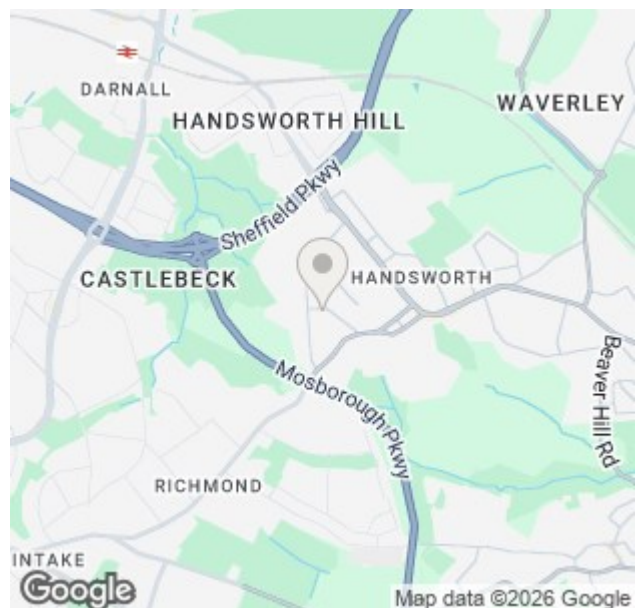 DARNALL
HANDSWORTH HILL
WAVERLEY
Sheffield Pkwy
CASTLEBECK
HANDSWORTH
Mosborough Pkwy
Beaver Hill Rd
RICHMOND
INTAKE
Google
Map data ©2026 Google